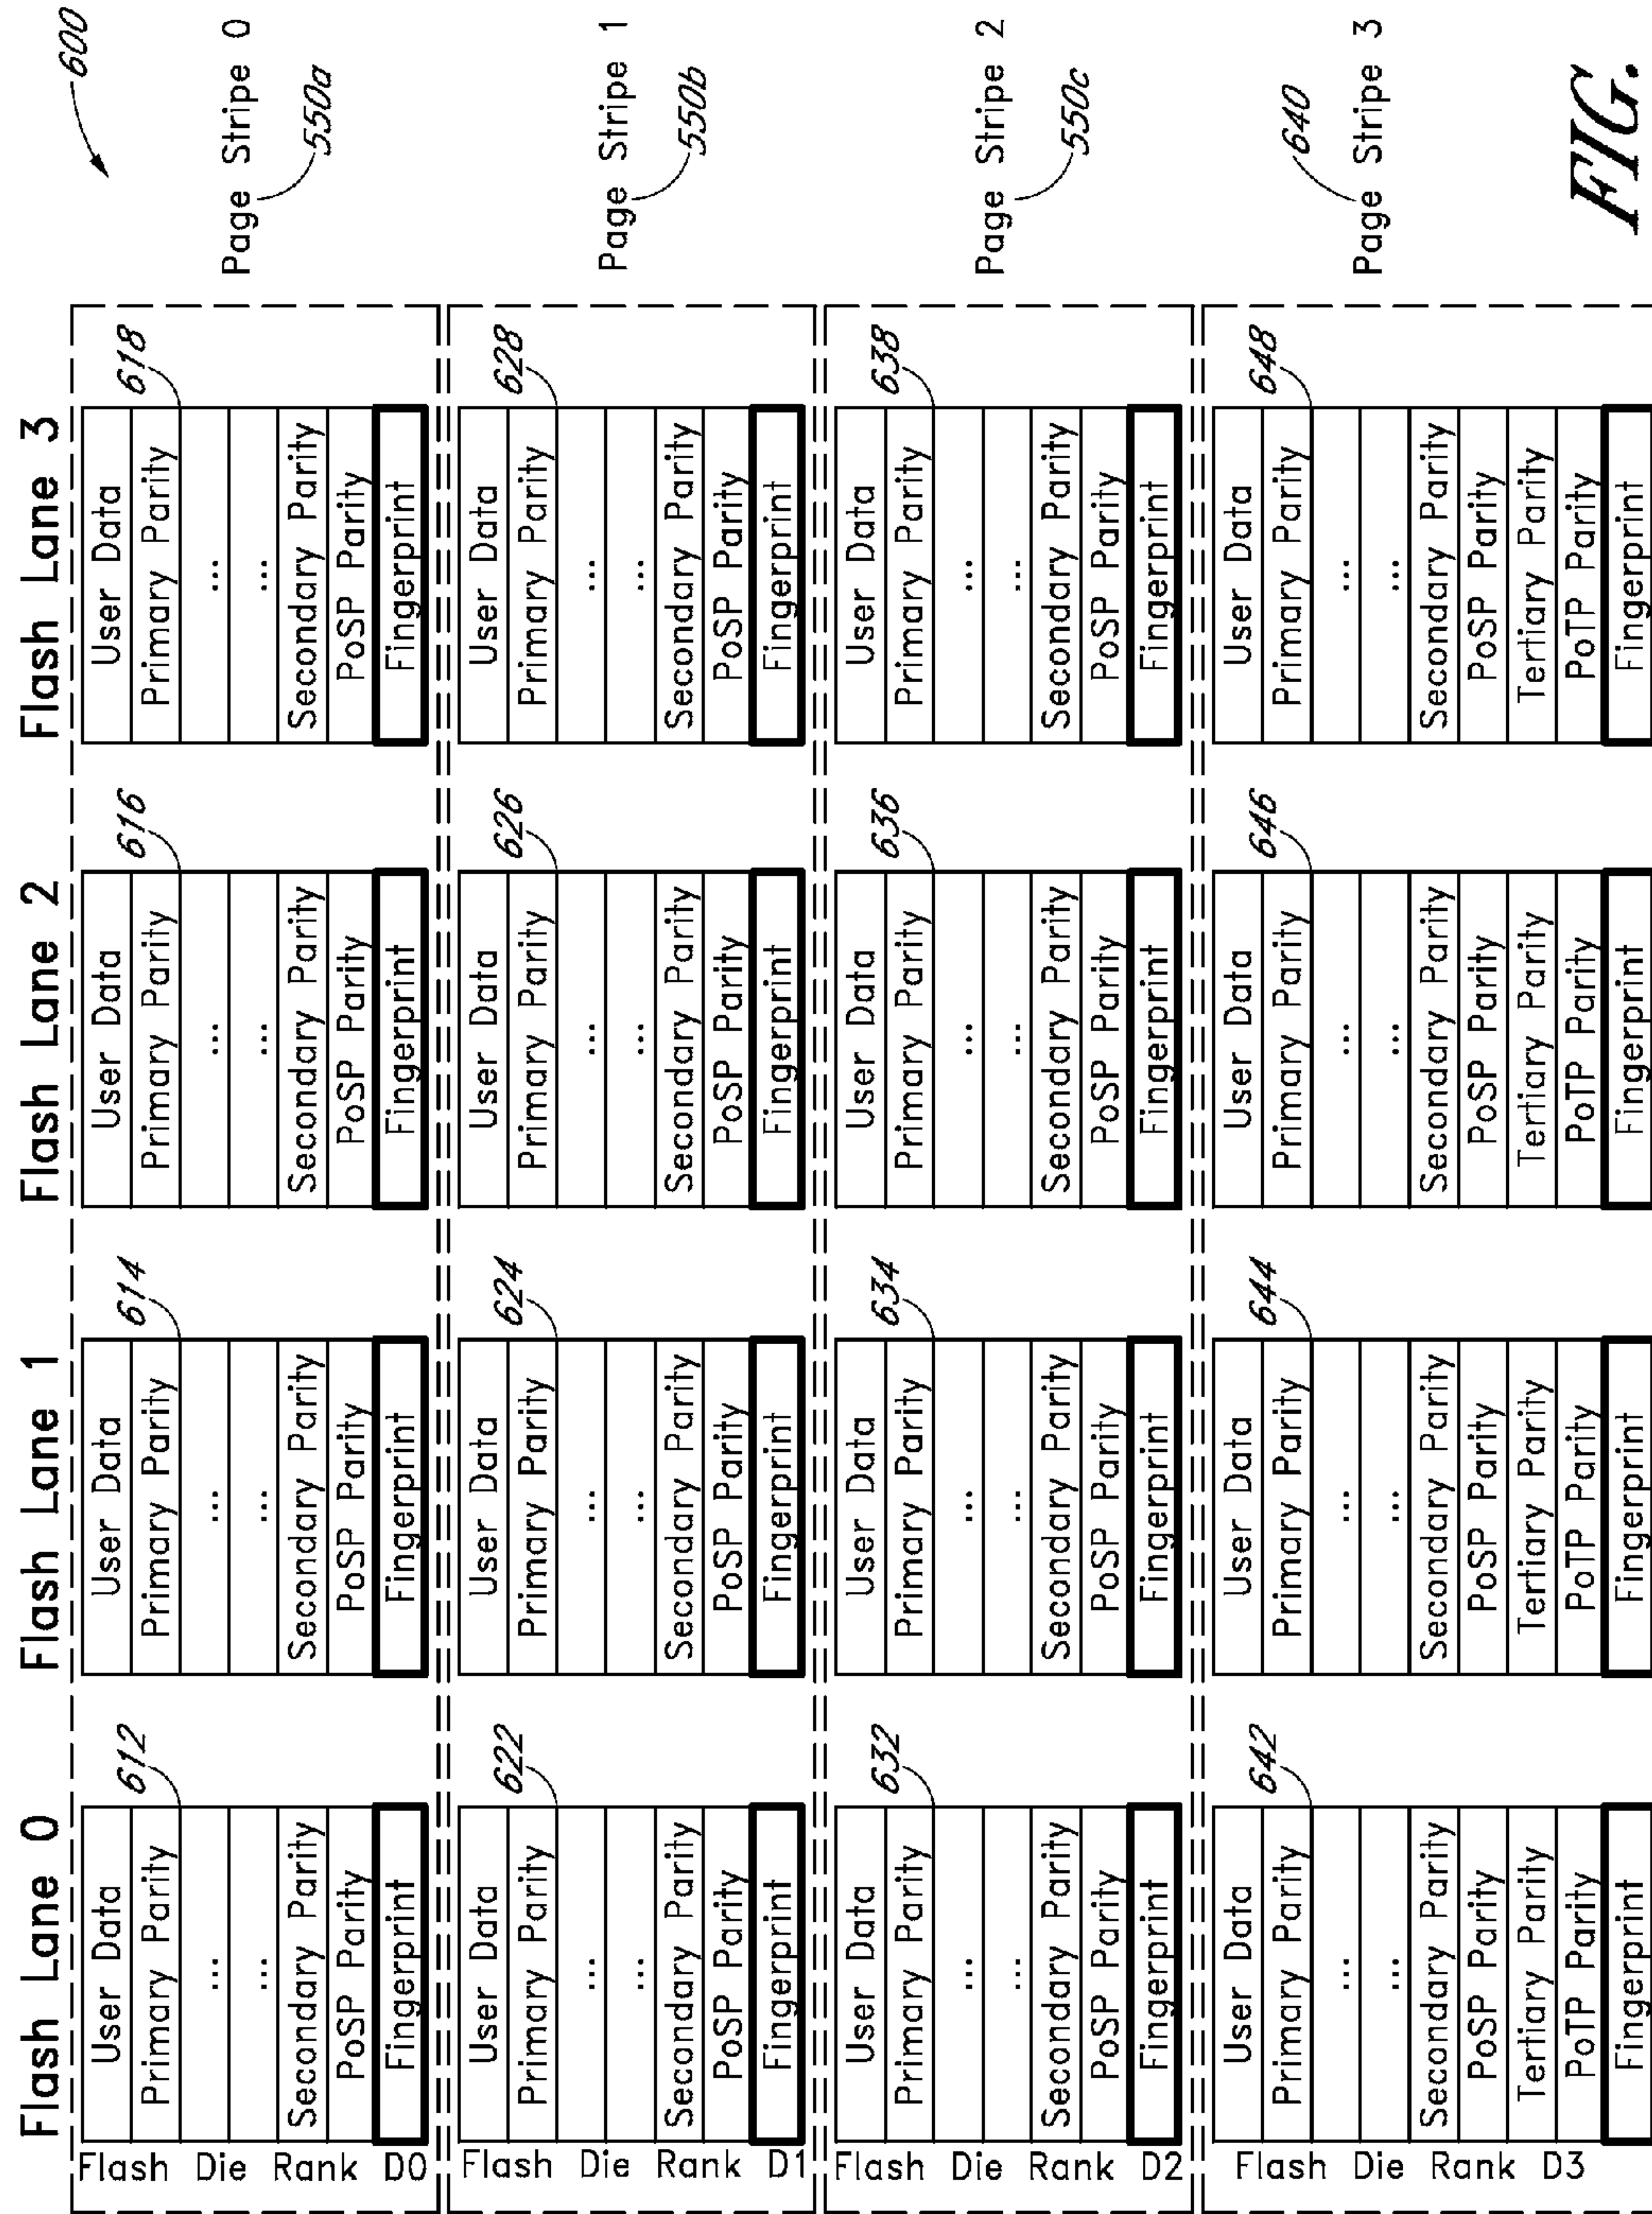 600
Flash Lane 0 Flash Lane 1 Flash Lane 2 Flash Lane 3
612 614 616 618
User Data User Data User Data User Data
Primary Parity Primary Parity Primary Parity Primary Parity
... ... ... ...
... ... ... ...
Secondary Parity Secondary Parity Secondary Parity Secondary Parity
PoSP Parity PoSP Parity PoSP Parity PoSP Parity
Fingerprint Fingerprint Fingerprint Fingerprint
Flash Die Rank D0
Page Stripe 0
550a
622 624 626 628
User Data User Data User Data User Data
Primary Parity Primary Parity Primary Parity Primary Parity
... ... ... ...
... ... ... ...
Secondary Parity Secondary Parity Secondary Parity Secondary Parity
PoSP Parity PoSP Parity PoSP Parity PoSP Parity
Fingerprint Fingerprint Fingerprint Fingerprint
Flash Die Rank D1
Page Stripe 1
550b
632 634 636 638
User Data User Data User Data User Data
Primary Parity Primary Parity Primary Parity Primary Parity
... ... ... ...
... ... ... ...
Secondary Parity Secondary Parity Secondary Parity Secondary Parity
PoSP Parity PoSP Parity PoSP Parity PoSP Parity
Fingerprint Fingerprint Fingerprint Fingerprint
Flash Die Rank D2
Page Stripe 2
550c
642 644 646 648
User Data User Data User Data User Data
Primary Parity Primary Parity Primary Parity Primary Parity
... ... ... ...
... ... ... ...
Secondary Parity Secondary Parity Secondary Parity Secondary Parity
PoSP Parity PoSP Parity PoSP Parity PoSP Parity
Tertiary Parity Tertiary Parity Tertiary Parity Tertiary Parity
PoTP Parity PoTP Parity PoTP Parity PoTP Parity
Fingerprint Fingerprint Fingerprint Fingerprint
Flash Die Rank D3
640
Page Stripe 3
FIG.